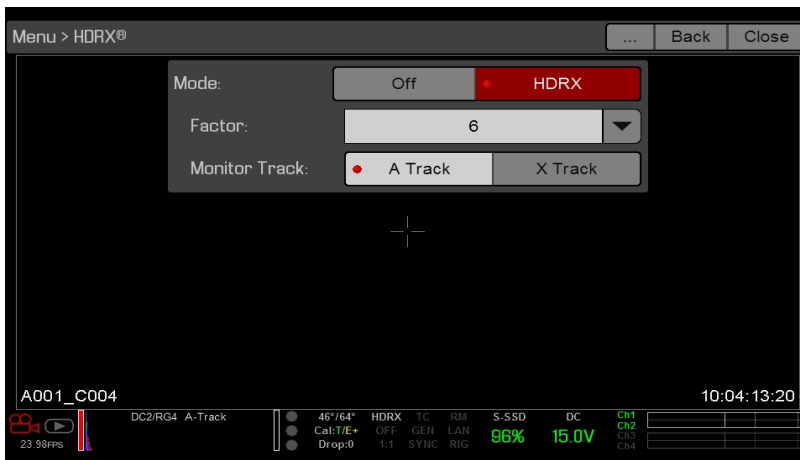 Menu > HDRX®
... Back Close
Mode: Off HDRX
Factor: 6
Monitor Track: A Track X Track
A001_C004 10:04:13:20
DC2/RG4 A-Track 46°/64° HDRX TC RM S-SSD DC Ch1
Cal:T/E+ OFF GEN LAN 96% 15.0V Ch2
23.98FPS Drop:0 1:1 SYNC RIG Ch3
Ch4